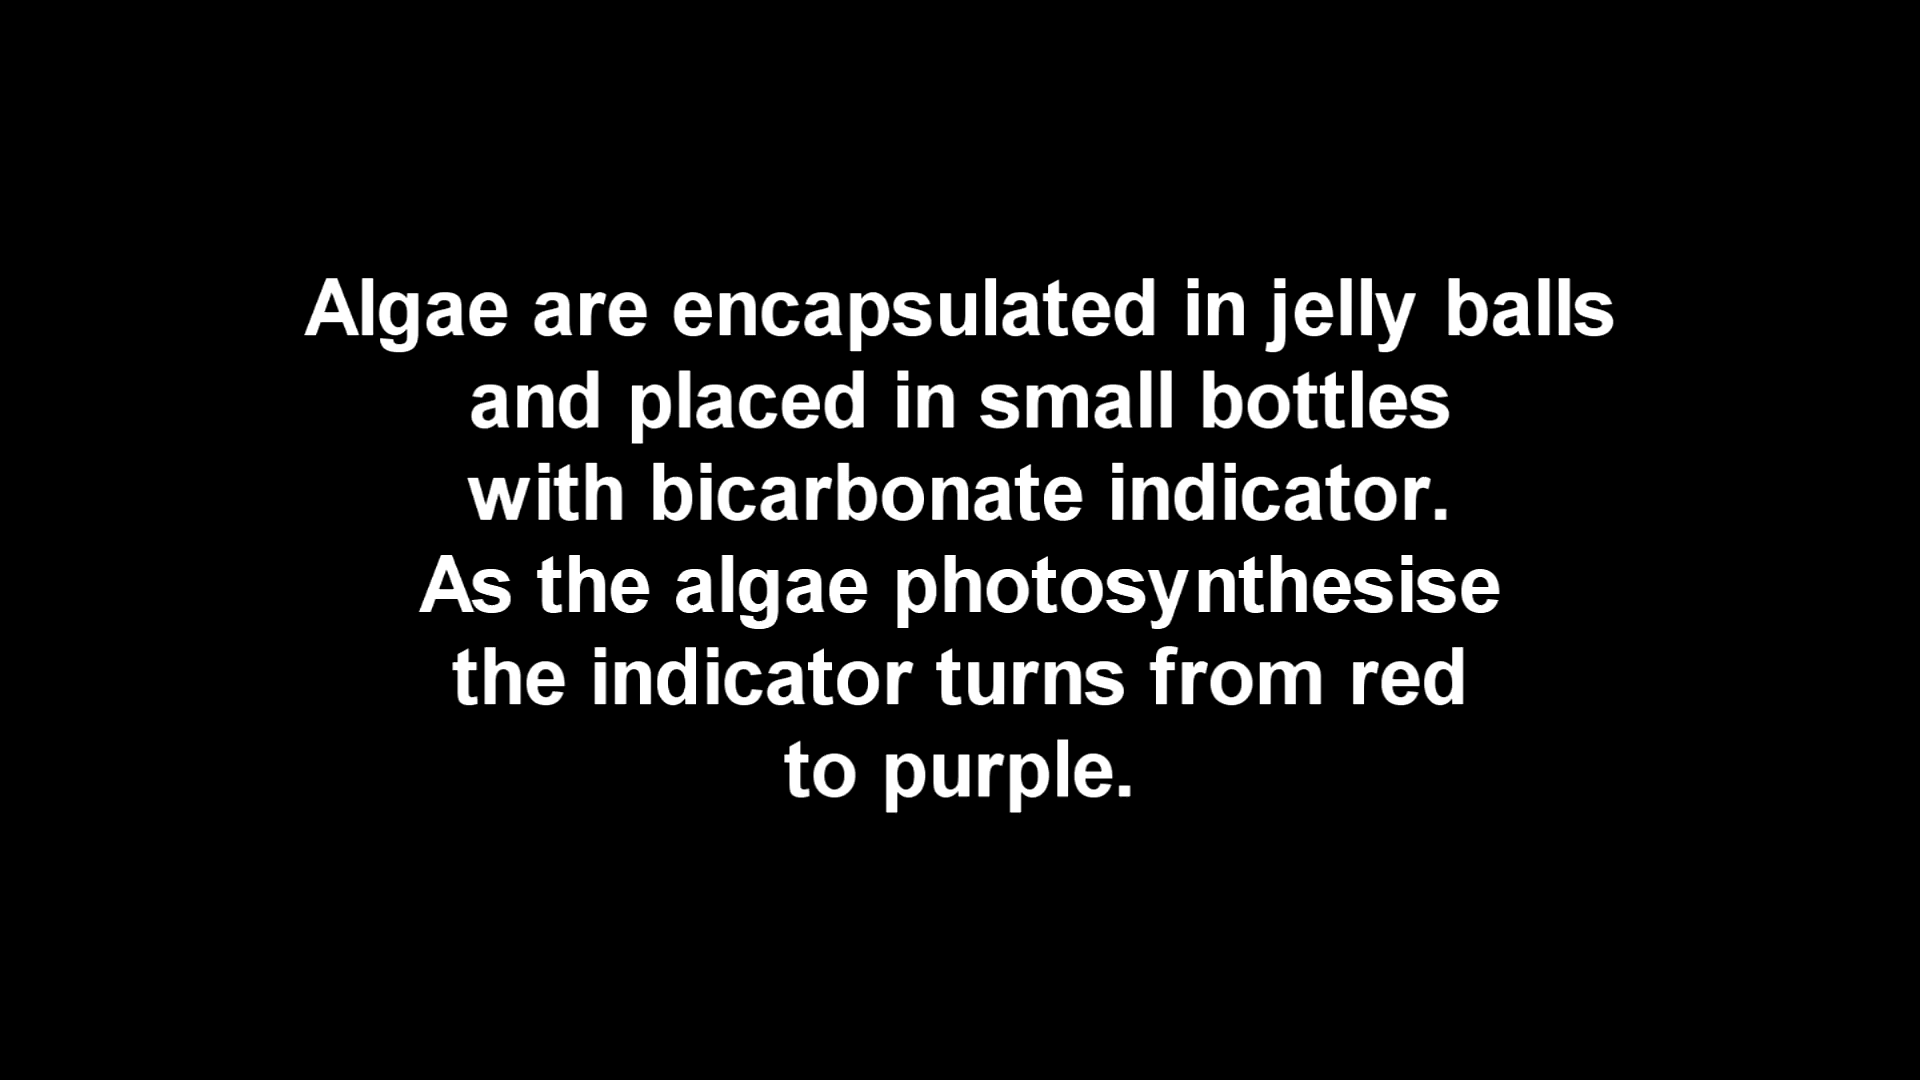 Algae are encapsulated in jelly balls
and placed in small bottles
with bicarbonate indicator.
As the algae photosynthesise
the indicator turns from red
to purple.